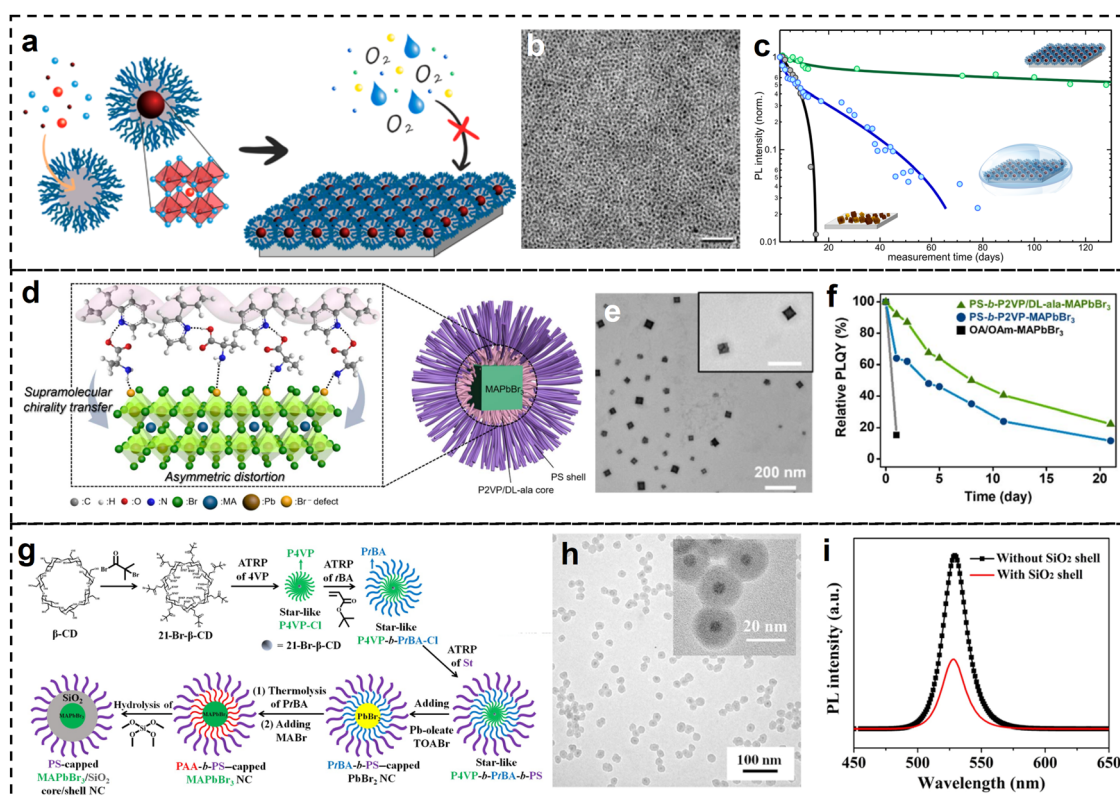 a
O₂
O₂
O₂
O₂
b
c
PL intensity (norm.)
1
0.1
0.01
20
40
60
80
100
120
measurement time (days)
d
Supramolecular
chirality transfer
Asymmetric distortion
:C :H :O :N :Br :MA :Pb :Br⁻ defect
MAPbBr₃
PS shell
P2VP/DL-ala core
e
200 nm
f
Relative PLQY (%)
100
80
60
40
20
0
PS-b-P2VP/DL-ala-MAPbBr₃
PS-b-P2VP-MAPbBr₃
OA/OAm-MAPbBr₃
0 5 10 15 20
Time (day)
g
β-CD
Br
Br
21-Br-β-CD
ATRP
of 4VP
P4VP
Star-like
P4VP-Cl
ATRP
of tBA
PtBA
Star-like
P4VP-b-PtBA-Cl
= 21-Br-β-CD
ATRP
of St
Star-like
P4VP-b-PtBA-b-PS
Adding
Pb-oleate
TOABr
PbBr₂
PtBA-b-PS—capped
PbBr₂ NC
(1) Thermolysis
of PtBA
(2) Adding
MABr
MAPbBr₃
PAA-b-PS—capped
MAPbBr₃ NC
Hydrolysis of
SiO₂
MAPbBr₃
PS-capped
MAPbBr₃/SiO₂
core/shell NC
h
20 nm
100 nm
i
PL intensity (a.u.)
Without SiO₂ shell
With SiO₂ shell
450 500 550 600 650
Wavelength (nm)